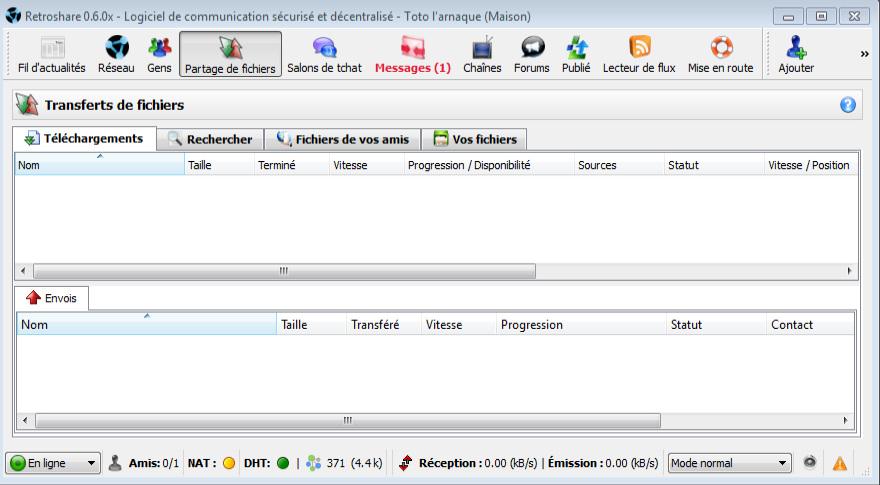 Retroshare 0.6.0x - Logiciel de communication sécurisé et décentralisé - Toto l'arnaque (Maison)
Fil d'actualités Réseau Gens Partage de fichiers Salons de tchat Messages (1) Chaînes Forums Publié Lecteur de flux Mise en route Ajouter »
Transferts de fichiers
Téléchargements Rechercher Fichiers de vos amis Vos fichiers
Nom Taille Terminé Vitesse Progression / Disponibilité Sources Statut Vitesse / Position
Envois
Nom Taille Transféré Vitesse Progression Statut Contact
En ligne Amis: 0/1 NAT : DHT: | 371 (4.4 k) Réception : 0.00 (kB/s) | Émission : 0.00 (kB/s) Mode normal